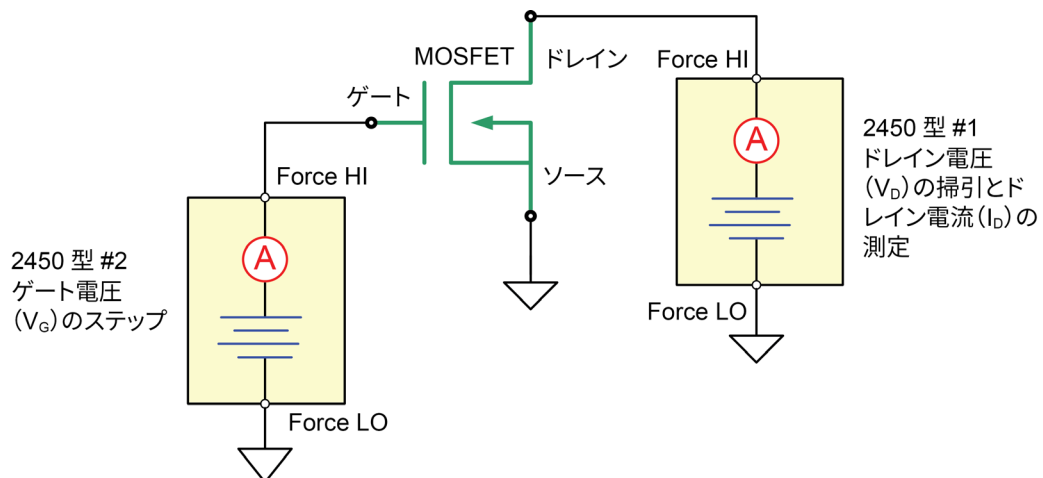 MOSFET
ドレイン
ゲート
ソース
Force HI
A
Force LO
2450 型 #1
ドレイン電圧
(VD)の掃引とド
レイン電流(ID)の
測定
Force HI
A
Force LO
2450 型 #2
ゲート電圧
(VG)のステップ